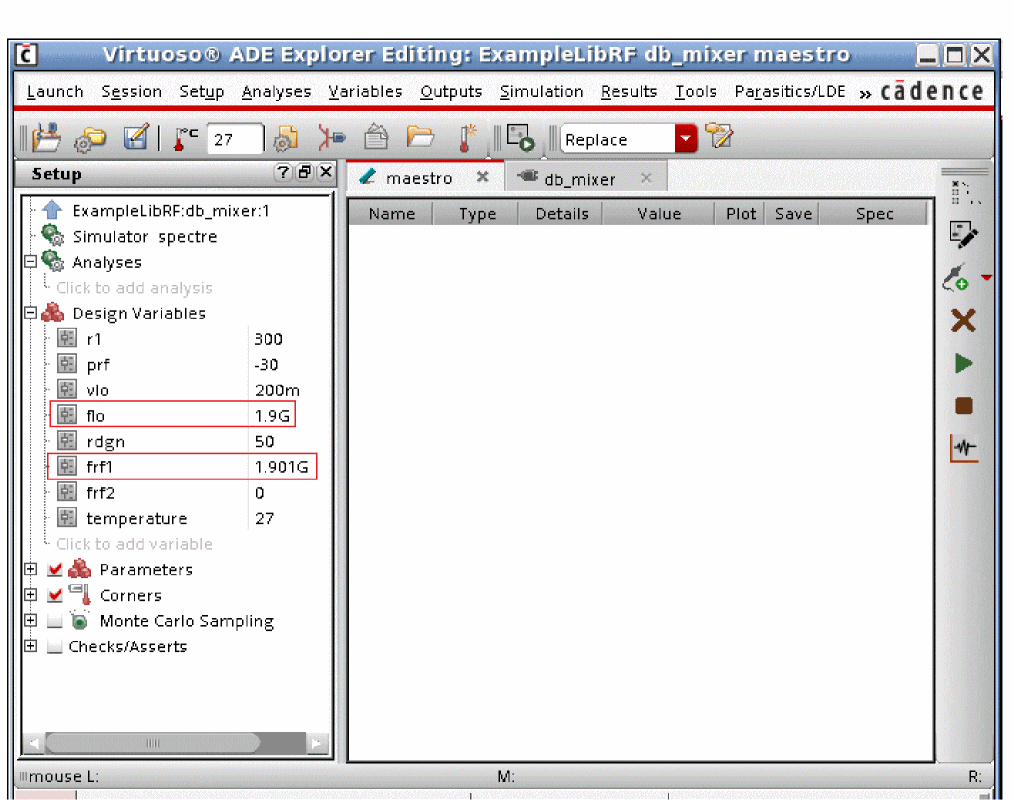 Virtuoso® ADE Explorer Editing: ExampleLibRF db_mixer maestro
Launch Session Setup Analyses Variables Outputs Simulation Results Tools Parasitics/LDE » cādence
°C 27 Replace
Setup ? maestro db_mixer
Name Type Details Value Plot Save Spec
ExampleLibRF:db_mixer:1
Simulator spectre
Analyses
Click to add analysis
Design Variables
r1 300
prf -30
vlo 200m
flo 1.9G
rdgn 50
frf1 1.901G
frf2 0
temperature 27
Click to add variable
Parameters
Corners
Monte Carlo Sampling
Checks/Asserts
mouse L: M: R: